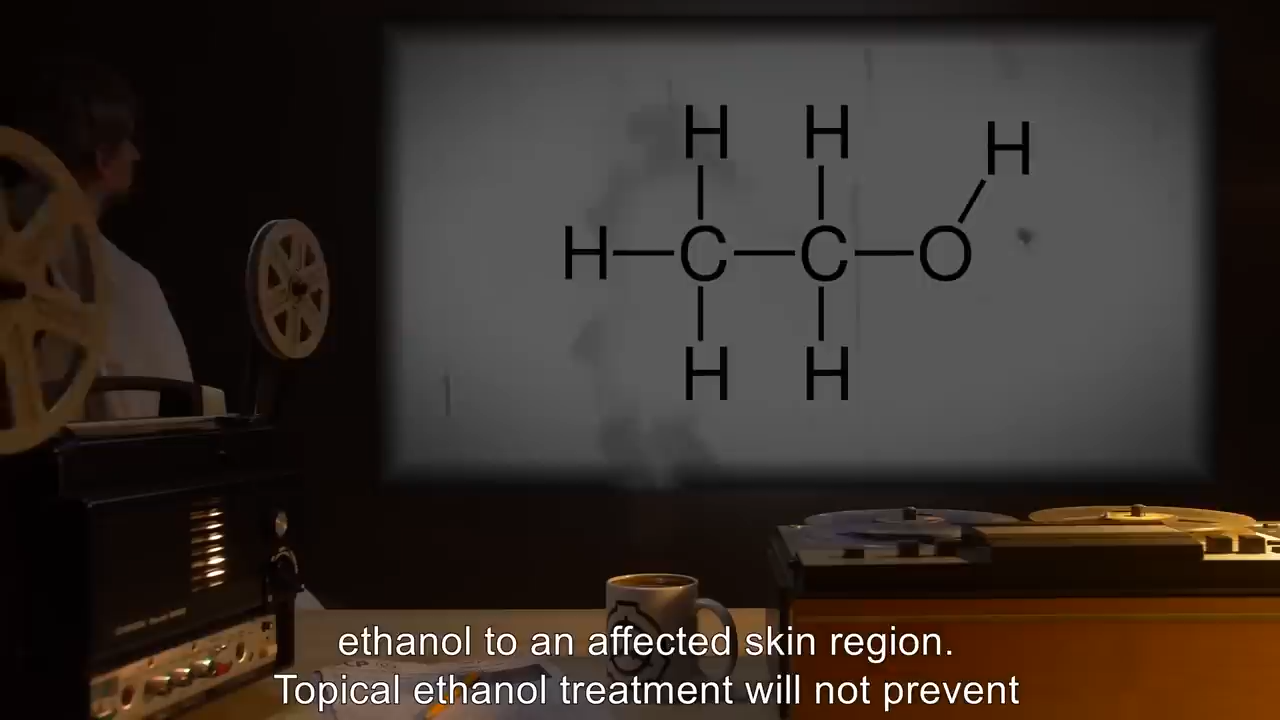 H H H
H C C O
H H
ethanol to an affected skin region.
Topical ethanol treatment will not prevent